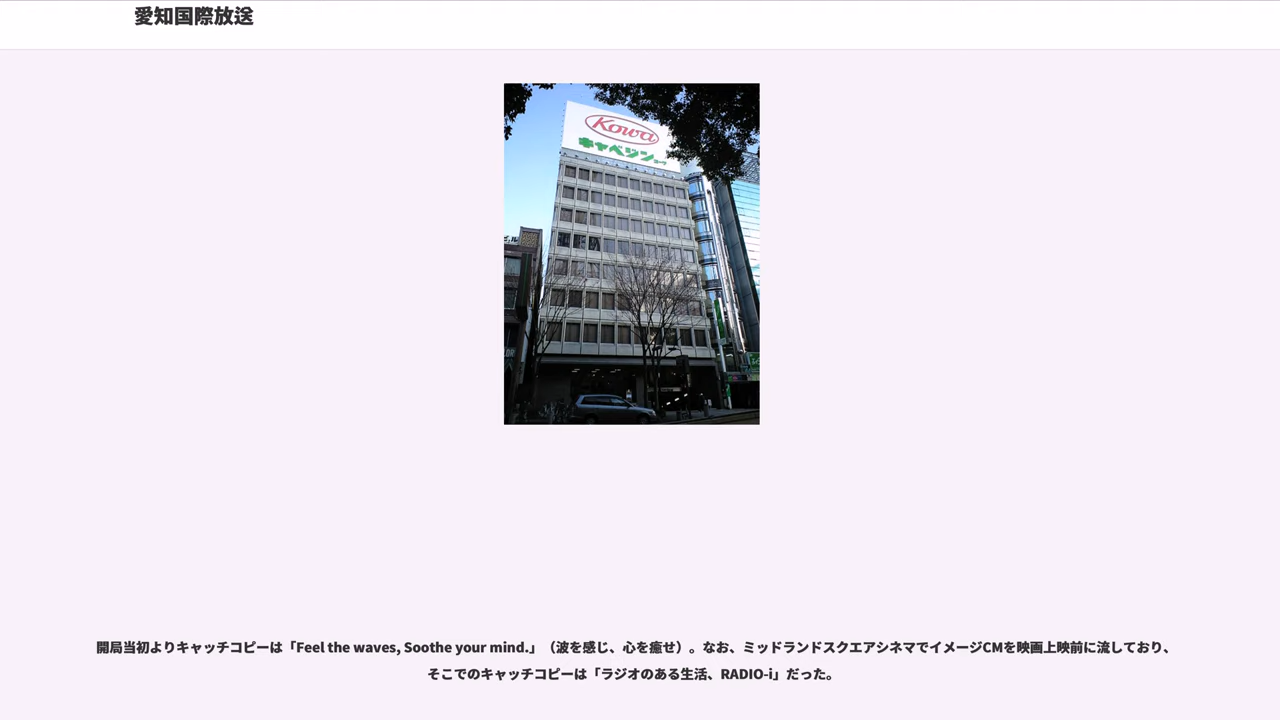 愛知国際放送
Kowa
キャベジンコーワ
ビル
開局当初よりキャッチコピーは「Feel the waves, Soothe your mind.」（波を感じ、心を癒せ）。なお、ミッドランドスクエアシネマでイメージCMを映画上映前に流しており、
そこでのキャッチコピーは「ラジオのある生活、RADIO-i」だった。